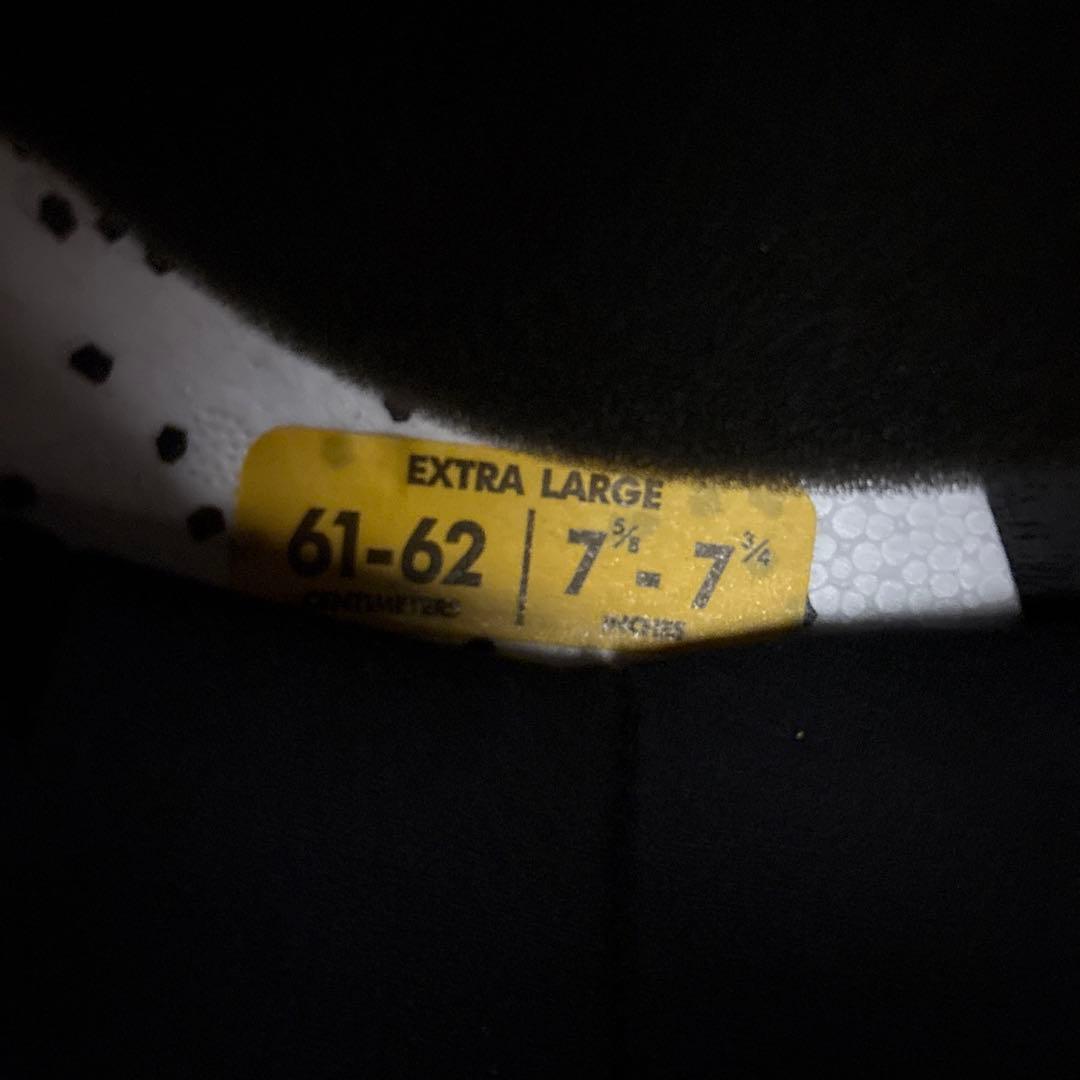 EXTRA LARGE
61-62 | 7 5/8 - 7 3/4
CENTIMETERS INCHES